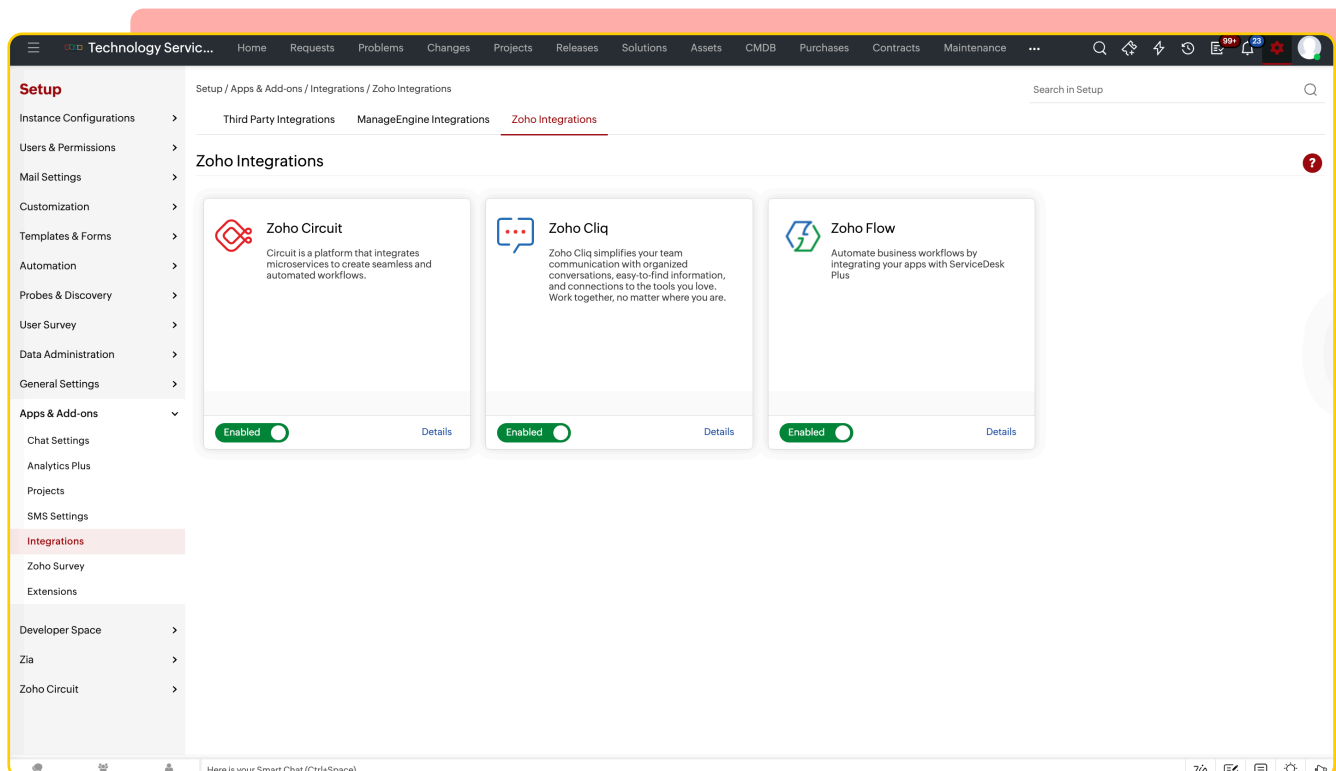 Technology Servic...
Home
Requests
Problems
Changes
Projects
Releases
Solutions
Assets
CMDB
Purchases
Contracts
Maintenance
99+
23
Setup
Instance Configurations
Users & Permissions
Mail Settings
Customization
Templates & Forms
Automation
Probes & Discovery
User Survey
Data Administration
General Settings
Apps & Add-ons
Chat Settings
Analytics Plus
Projects
SMS Settings
Integrations
Zoho Survey
Extensions
Developer Space
Zia
Zoho Circuit
Setup / Apps & Add-ons / Integrations / Zoho Integrations
Search in Setup
Third Party Integrations
ManageEngine Integrations
Zoho Integrations
Zoho Integrations
?
Zoho Circuit
Circuit is a platform that integrates
microservices to create seamless and
automated workflows.
Enabled
Details
Zoho Cliq
Zoho Cliq simplifies your team
communication with organized
conversations, easy-to-find information,
and connections to the tools you love.
Work together, no matter where you are.
Enabled
Details
Zoho Flow
Automate business workflows by
integrating your apps with ServiceDesk
Plus
Enabled
Details
Here is your Smart Chat (Ctrl+Space)